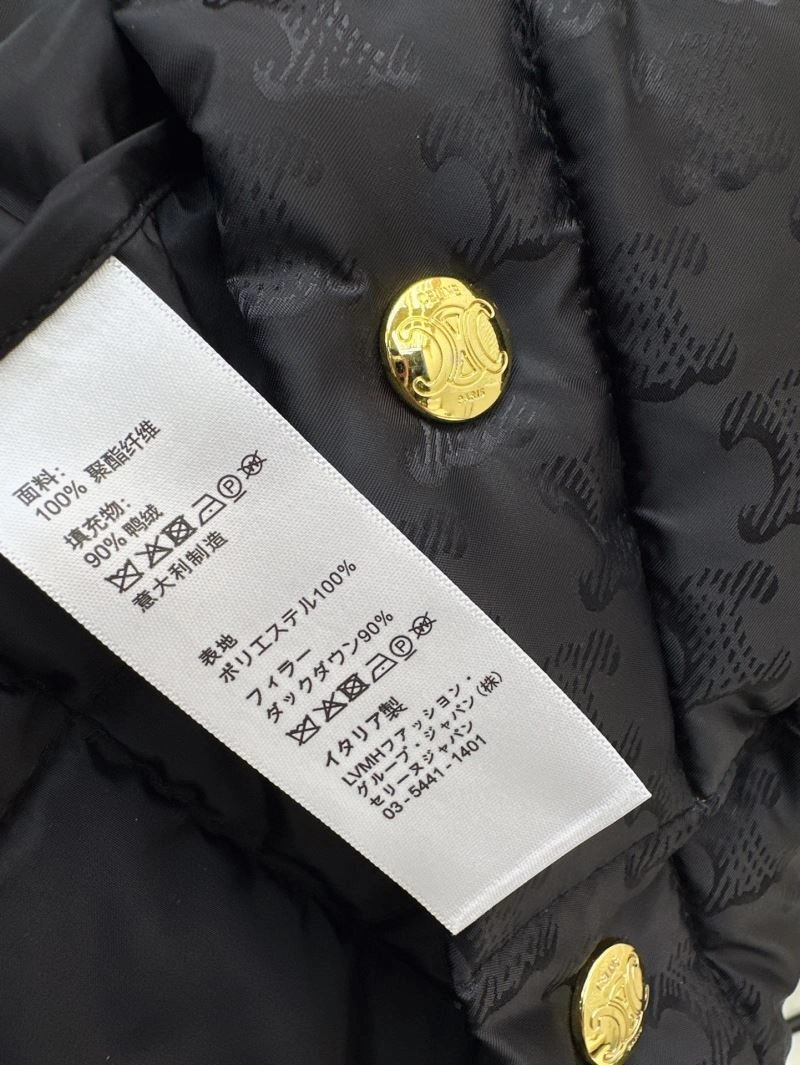 CELINE
PARIS
面料：
100% 聚酯纤维
填充物：
90% 鸭绒
意大利制造
表地
ポリエステル100%
フィラー
ダックダウン90%
イタリア製
LVMHファッション・
グループ・ジャパン(株)
セリーヌジャパン
03-5441-1401
PARIS